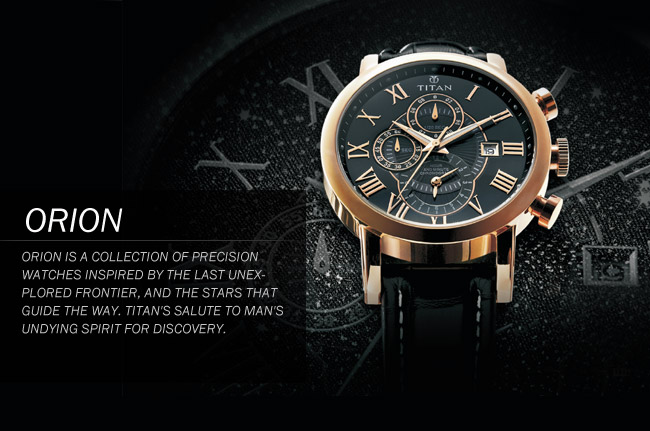 TITAN
XI
I
X
ORION
ORION IS A COLLECTION OF PRECISION
WATCHES INSPIRED BY THE LAST UNEX-
PLORED FRONTIER, AND THE STARS THAT
GUIDE THE WAY. TITAN'S SALUTE TO MAN'S
UNDYING SPIRIT FOR DISCOVERY.